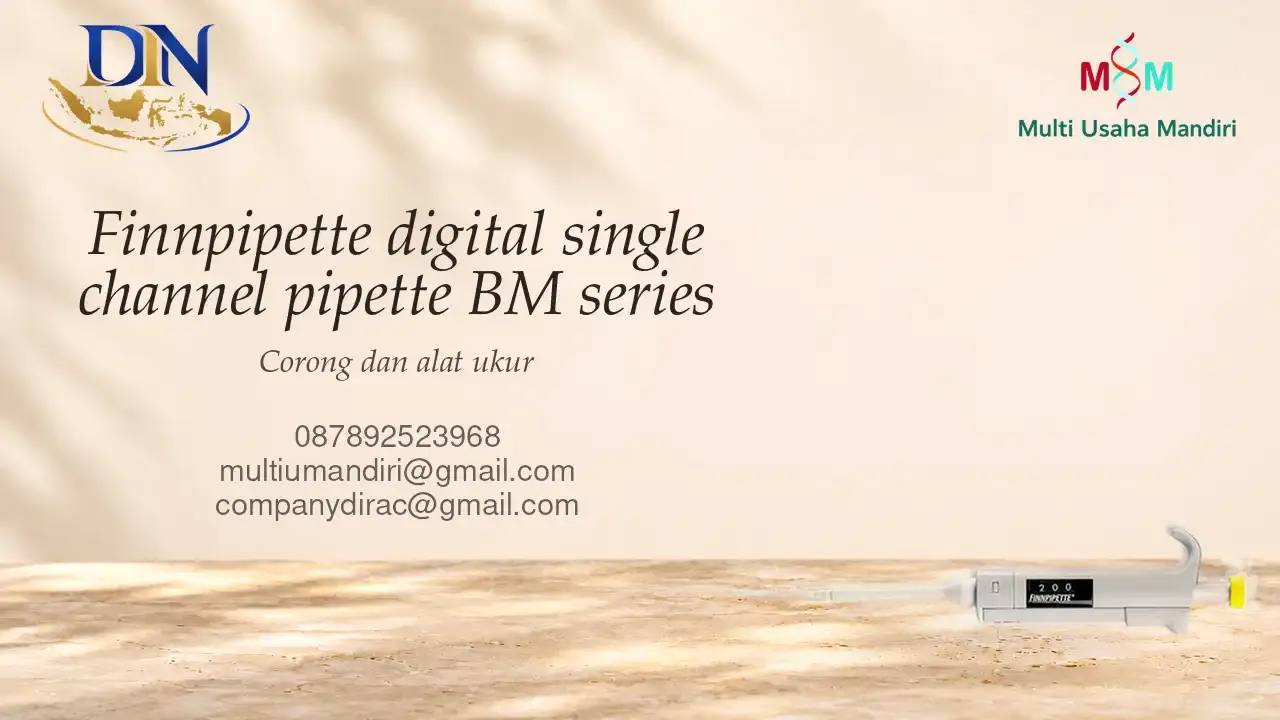 DIN
M M
Multi Usaha Mandiri
Finnpipette digital single
channel pipette BM series
Corong dan alat ukur
087892523968
multiumandiri@gmail.com
companydirac@gmail.com
200
FINNPIPETTE